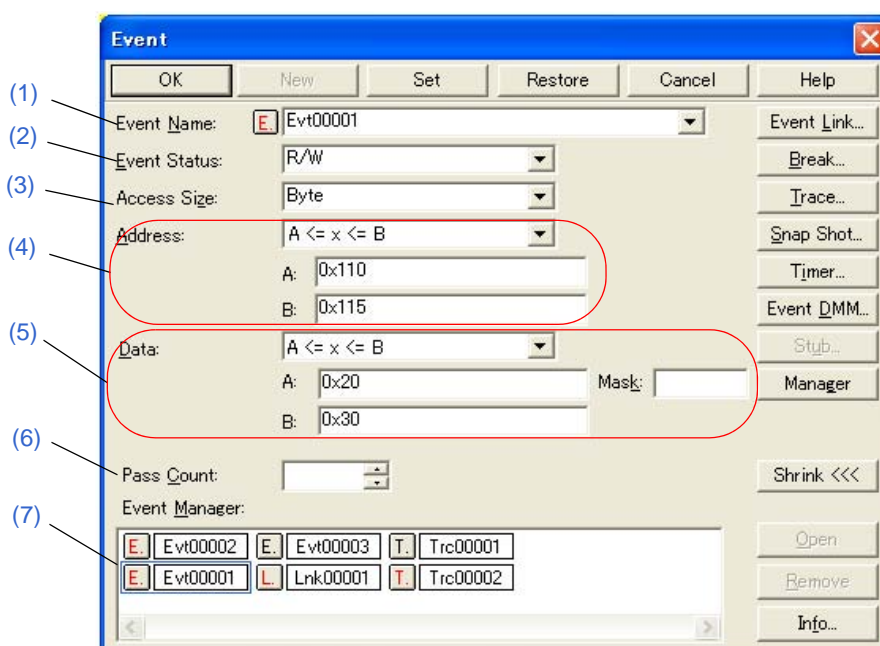 Event
OK New Set Restore Cancel Help
(1) Event Name: E. Evt00001 Event Link...
(2) Event Status: R/W Break...
(3) Access Size: Byte Trace...
(4) Address: A <= x <= B Snap Shot...
A: 0x110 Timer...
B: 0x115 Event DMM...
(5) Data: A <= x <= B Stub...
A: 0x20 Mask: Manager
B: 0x30
(6) Pass Count: Shrink <<<
Event Manager:
(7) E. Evt00002 E. Evt00003 T. Trc00001 Open
E. Evt00001 L. Lnk00001 T. Trc00002 Remove
Info...